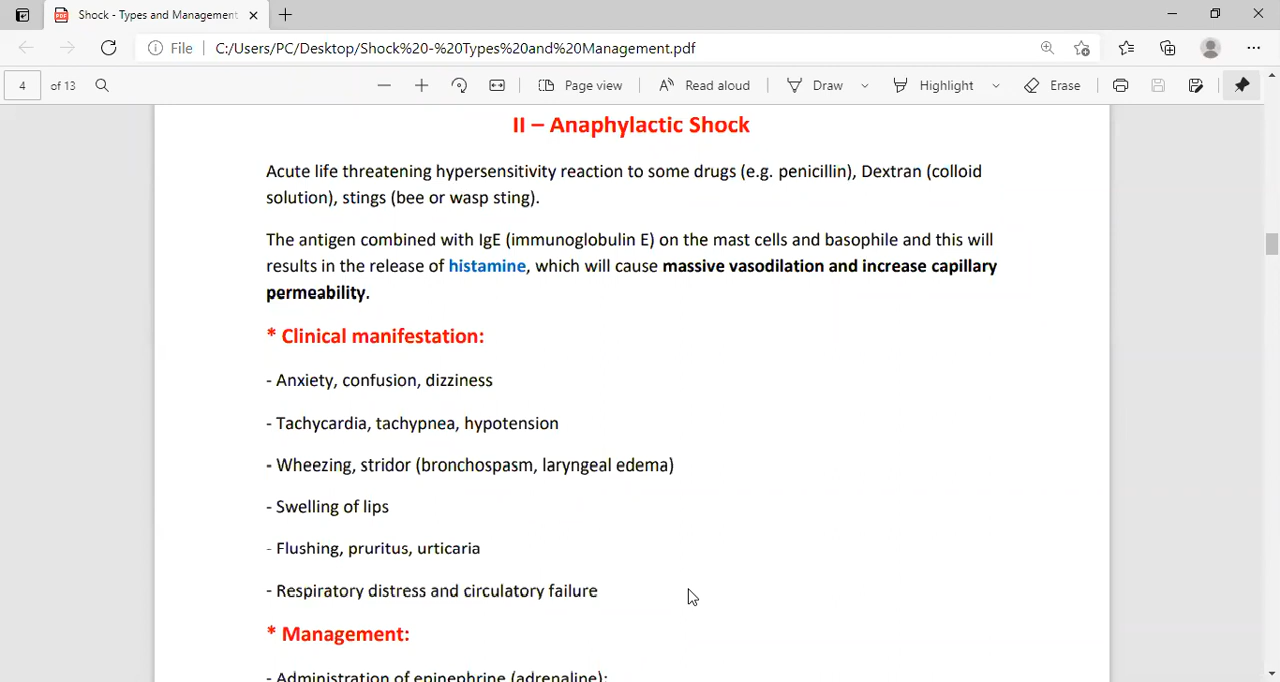 Shock - Types and Management
File C:/Users/PC/Desktop/Shock%20-%20Types%20and%20Management.pdf
4 of 13 Page view Read aloud Draw Highlight Erase
II – Anaphylactic Shock
Acute life threatening hypersensitivity reaction to some drugs (e.g. penicillin), Dextran (colloid
solution), stings (bee or wasp sting).
The antigen combined with IgE (immunoglobulin E) on the mast cells and basophile and this will
results in the release of histamine, which will cause massive vasodilation and increase capillary
permeability.
* Clinical manifestation:
- Anxiety, confusion, dizziness
- Tachycardia, tachypnea, hypotension
- Wheezing, stridor (bronchospasm, laryngeal edema)
- Swelling of lips
- Flushing, pruritus, urticaria
- Respiratory distress and circulatory failure
* Management:
- Administration of epinephrine (adrenaline):